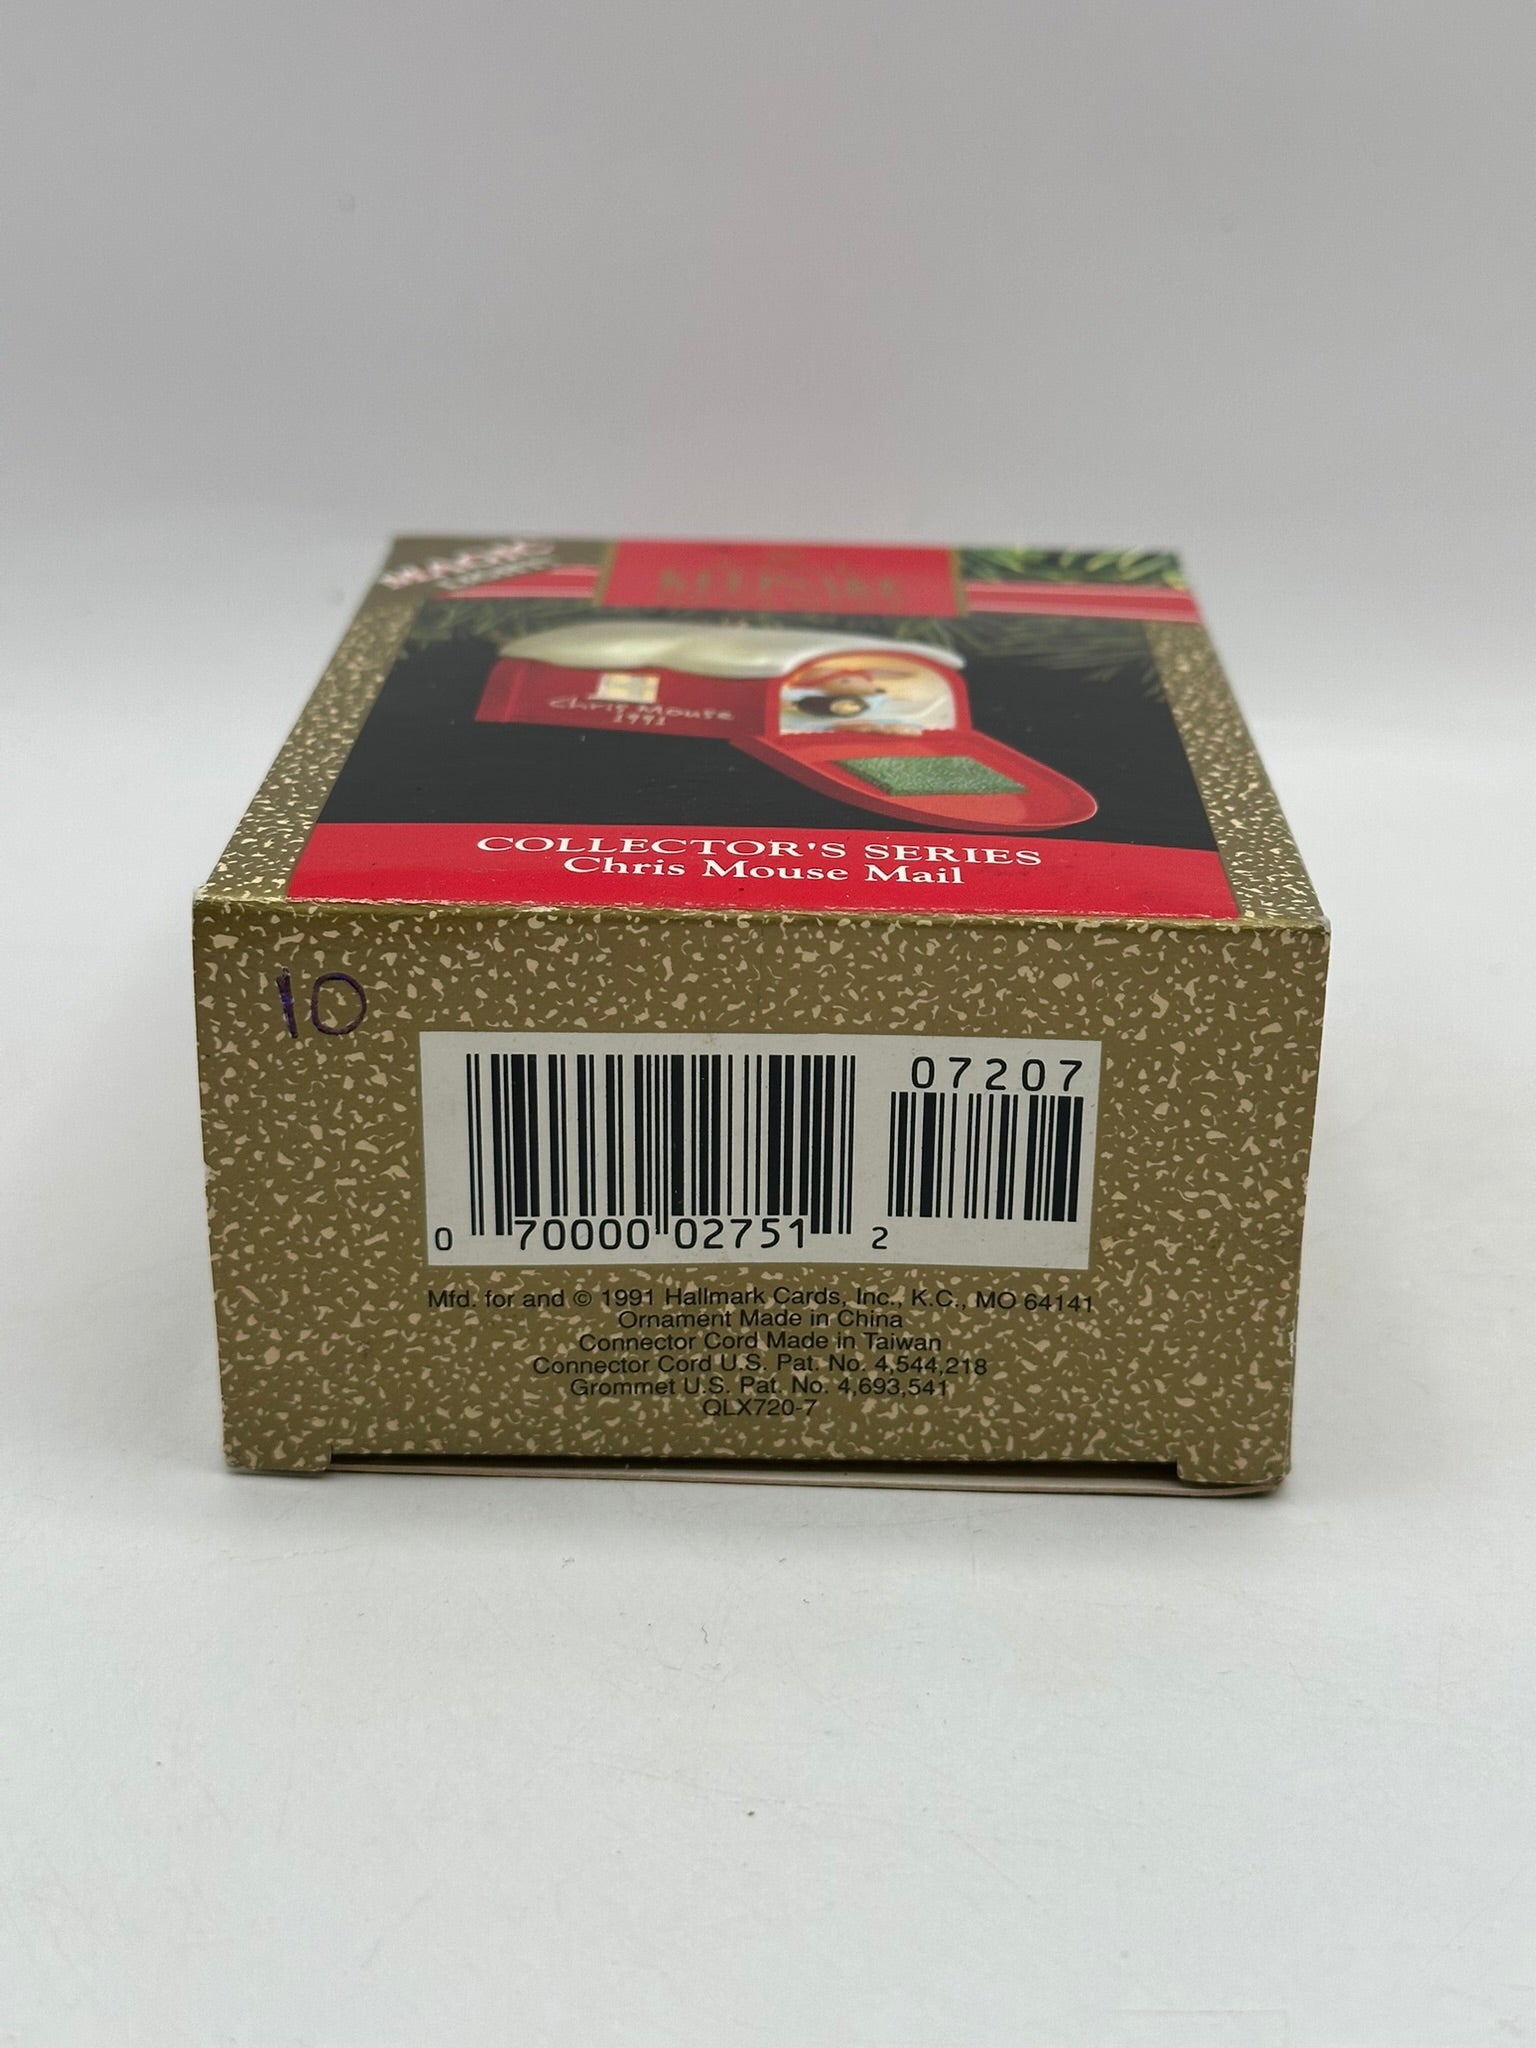 MAGIC
KEEPSAKE
Chris Mouse
1991
COLLECTOR'S SERIES
Chris Mouse Mail
10
07207
0 70000 02751 2
Mfd. for and © 1991 Hallmark Cards, Inc., K.C., MO 64141
Ornament Made in China
Connector Cord Made in Taiwan
Connector Cord U.S. Pat. No. 4,544,218
Grommet U.S. Pat. No. 4,693,541
QLX720-7